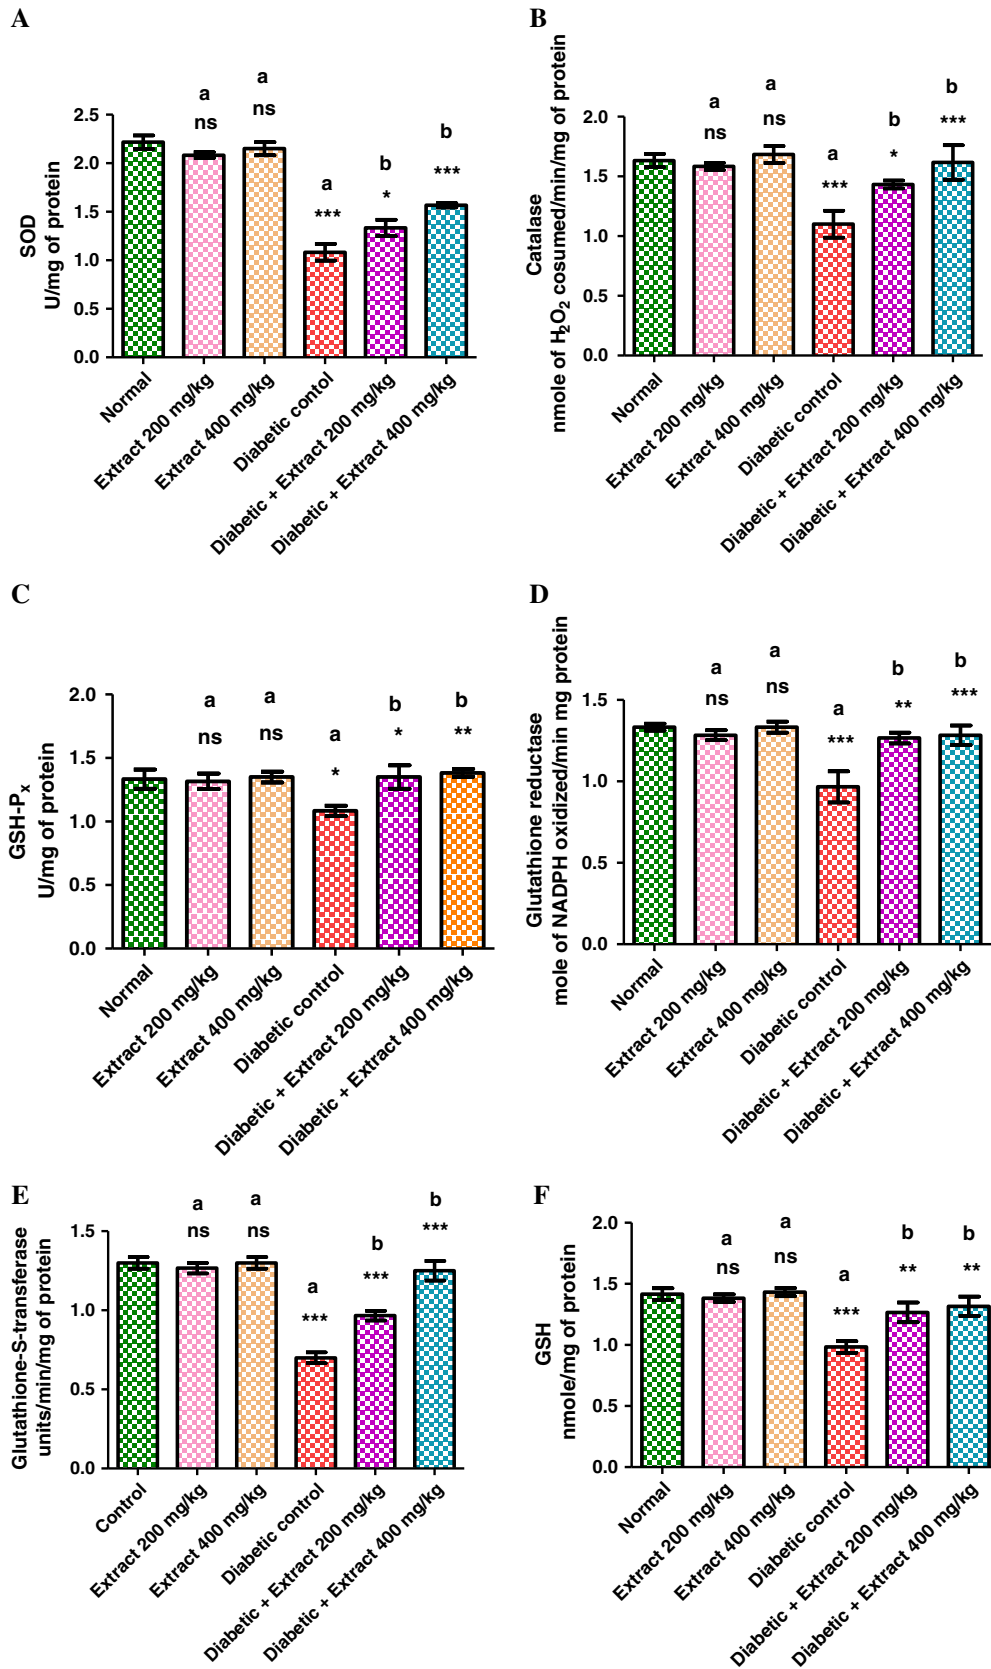 A
SOD
U/mg of protein
2.5
2.0
1.5
1.0
0.5
0.0
a
ns
a
ns
a
***
b
*
b
***
Normal
Extract 200 mg/kg
Extract 400 mg/kg
Diabetic contol
Diabetic + Extract 200 mg/kg
Diabetic + Extract 400 mg/kg
B
Catalase
nmole of H₂O₂ cosumed/min/mg of protein
2.0
1.5
1.0
0.5
0.0
a
ns
a
ns
a
***
b
*
b
***
Normal
Extract 200 mg/kg
Extract 400 mg/kg
Diabetic control
Diabetic + Extract 200 mg/kg
Diabetic + Extract 400 mg/kg
C
GSH-Pₓ
U/mg of protein
2.0
1.5
1.0
0.5
0.0
a
ns
a
ns
a
*
b
*
b
**
Normal
Extract 200 mg/kg
Extract 400 mg/kg
Diabetic control
Diabetic + Extract 200 mg/kg
Diabetic + Extract 400 mg/kg
D
Glutathione reductase
mole of NADPH oxidized/min mg protein
1.5
1.0
0.5
0.0
a
ns
a
ns
a
***
b
**
b
***
Normal
Extract 200 mg/kg
Extract 400 mg/kg
Diabetic control
Diabetic + Extract 200 mg/kg
Diabetic + Extract 400 mg/kg
E
Glutathione-S-transferase
units/min/mg of protein
1.5
1.0
0.5
0.0
a
ns
a
ns
a
***
b
***
b
***
Control
Extract 200 mg/kg
Extract 400 mg/kg
Diabetic control
Diabetic + Extract 200 mg/kg
Diabetic + Extract 400 mg/kg
F
GSH
nmole/mg of protein
2.0
1.5
1.0
0.5
0.0
a
ns
a
ns
a
***
b
**
b
**
Normal
Extract 200 mg/kg
Extract 400 mg/kg
Diabetic control
Diabetic + Extract 200 mg/kg
Diabetic + Extract 400 mg/kg